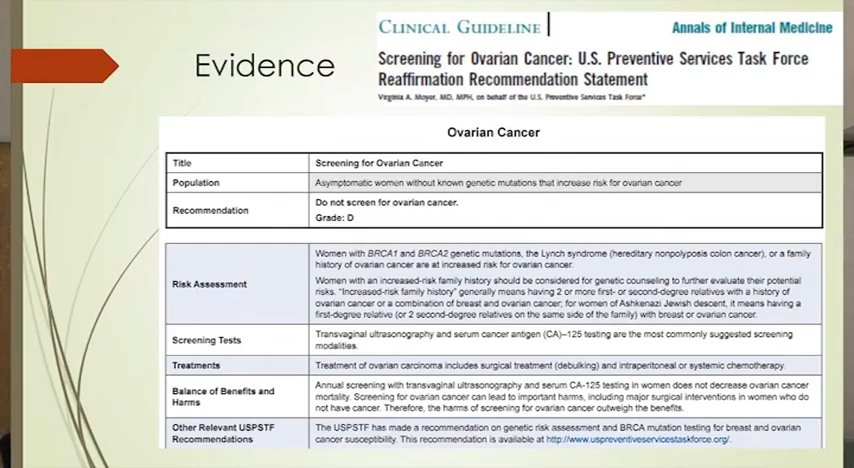 Evidence
CLINICAL GUIDELINE
Annals of Internal Medicine
Screening for Ovarian Cancer: U.S. Preventive Services Task Force
Reaffirmation Recommendation Statement
Virginia A. Moyer, MD, MPH, on behalf of the U.S. Preventive Services Task Force*
Ovarian Cancer
Title
Screening for Ovarian Cancer
Population
Asymptomatic women without known genetic mutations that increase risk for ovarian cancer
Recommendation
Do not screen for ovarian cancer.
Grade: D
Risk Assessment
Women with BRCA1 and BRCA2 genetic mutations, the Lynch syndrome (hereditary nonpolyposis colon cancer), or a family
history of ovarian cancer are at increased risk for ovarian cancer.
Women with an increased-risk family history should be considered for genetic counseling to further evaluate their potential
risks. “Increased-risk family history” generally means having 2 or more first- or second-degree relatives with a history of
ovarian cancer or a combination of breast and ovarian cancer; for women of Ashkenazi Jewish descent, it means having a
first-degree relative (or 2 second-degree relatives on the same side of the family) with breast or ovarian cancer.
Screening Tests
Transvaginal ultrasonography and serum cancer antigen (CA)–125 testing are the most commonly suggested screening
modalities.
Treatments
Treatment of ovarian carcinoma includes surgical treatment (debulking) and intraperitoneal or systemic chemotherapy.
Balance of Benefits and
Harms
Annual screening with transvaginal ultrasonography and serum CA-125 testing in women does not decrease ovarian cancer
mortality. Screening for ovarian cancer can lead to important harms, including major surgical interventions in women who do
not have cancer. Therefore, the harms of screening for ovarian cancer outweigh the benefits.
Other Relevant USPSTF
Recommendations
The USPSTF has made a recommendation on genetic risk assessment and BRCA mutation testing for breast and ovarian
cancer susceptibility. This recommendation is available at http://www.uspreventiveservicestaskforce.org/.